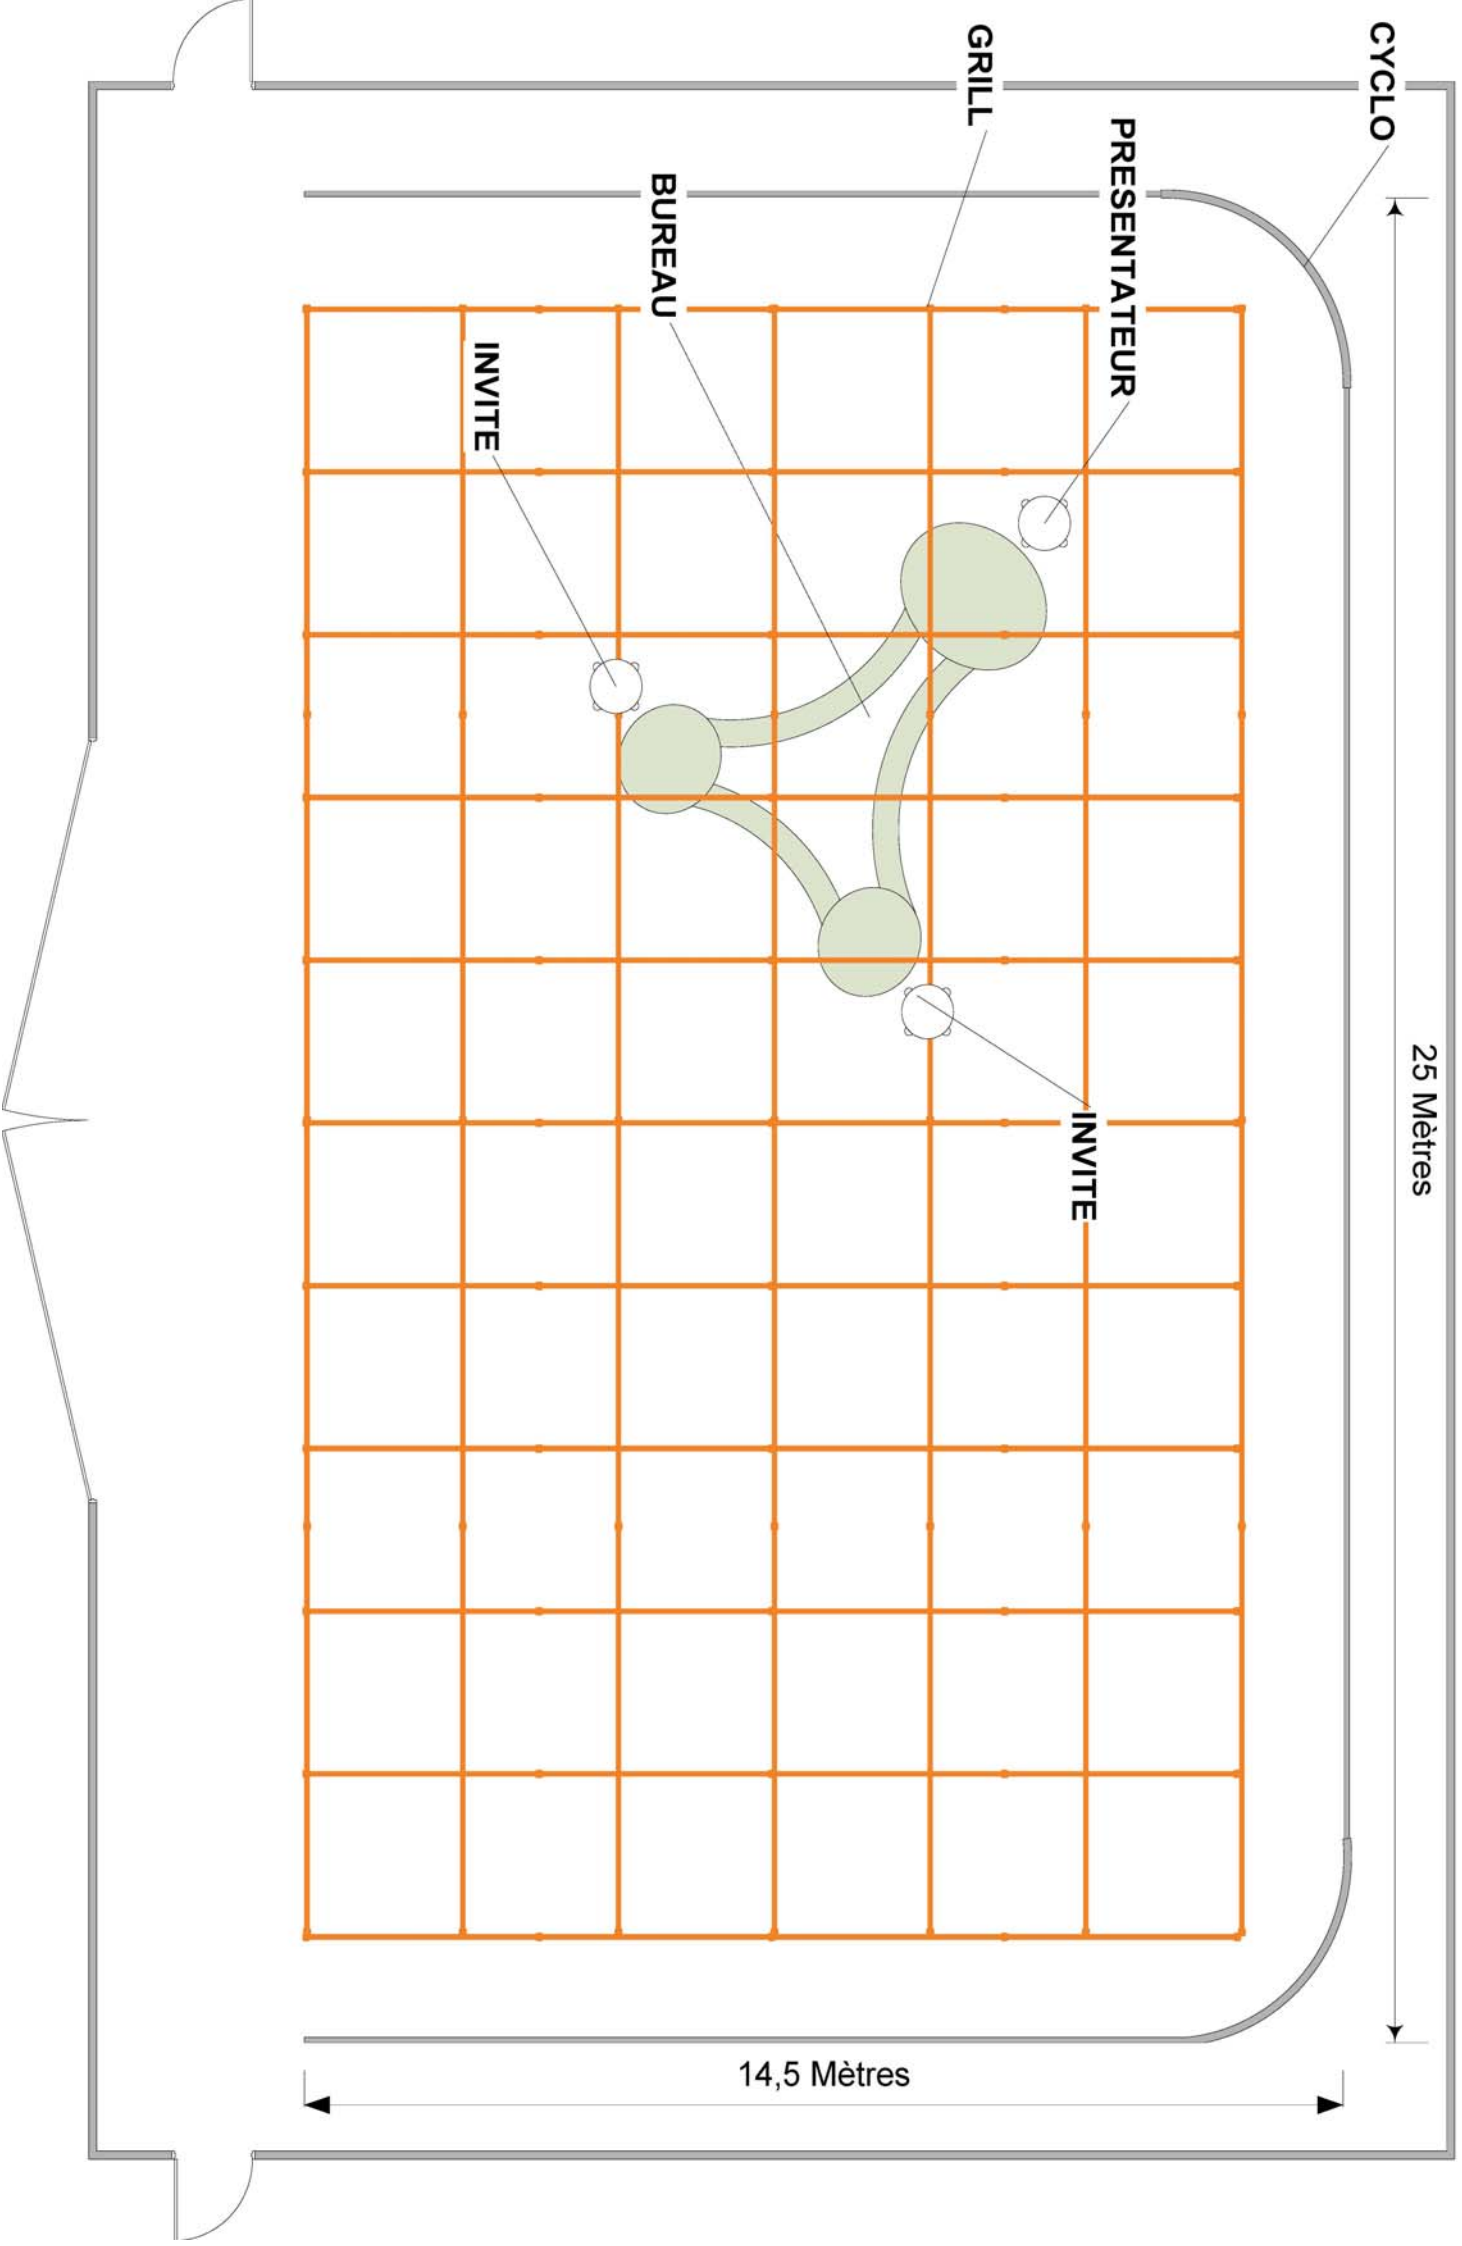 CYCLO
GRILL
PRESENTATEUR
BUREAU
INVITE
INVITE
25 Mètres
14,5 Mètres